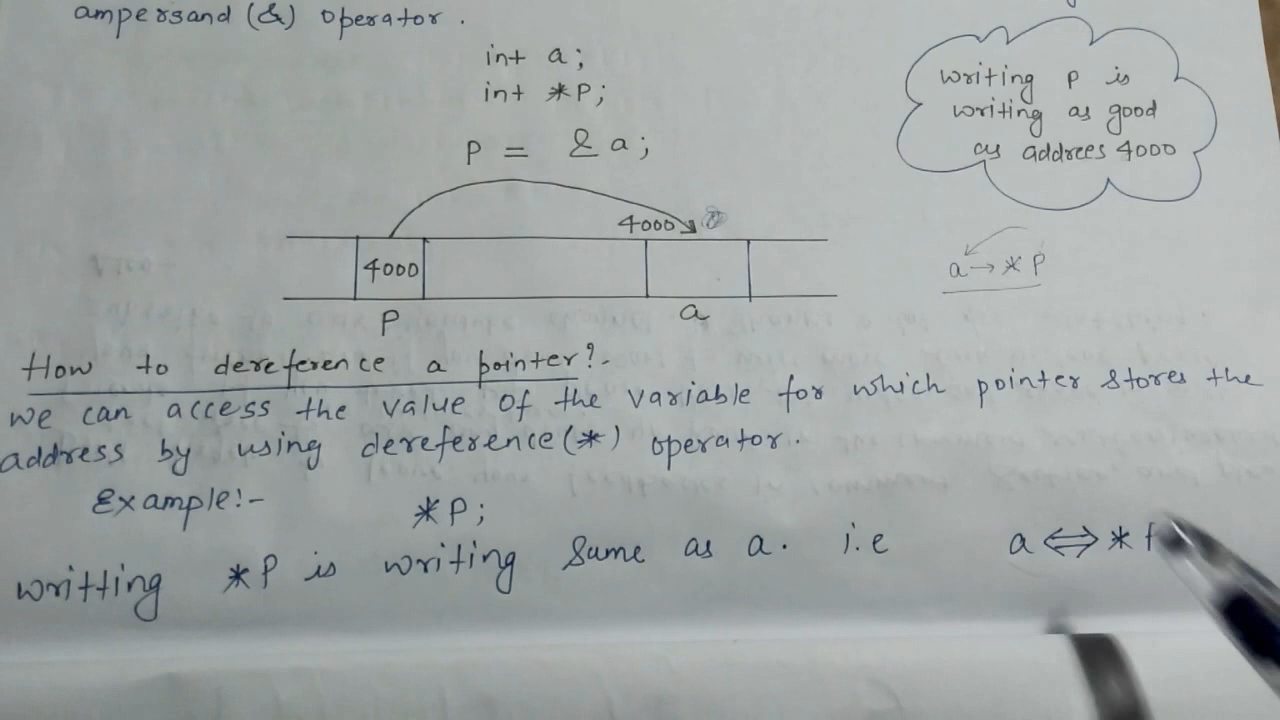 ampersand (&) operator.
int a;
int *P;
P = &a;
writing P is
writing as good
as addrees 4000
4000
4000
P
a
a → *P
How to dereference a pointer?-
we can access the value of the variable for which pointer stores the
address by using dereference(*) operator.
Example:-
*P;
writting *P is writing same as a. i.e a ⇔ *P